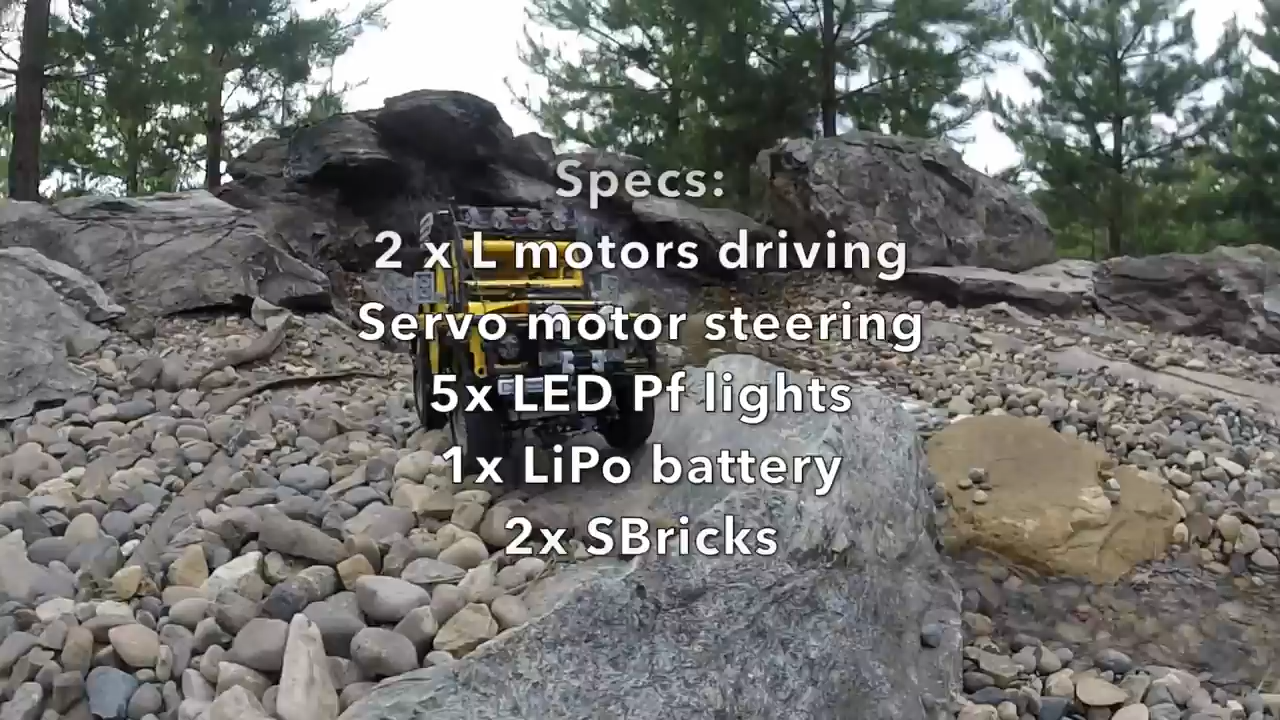 Specs:
2 x L motors driving
Servo motor steering
5x LED Pf lights
1x LiPo battery
2x SBricks